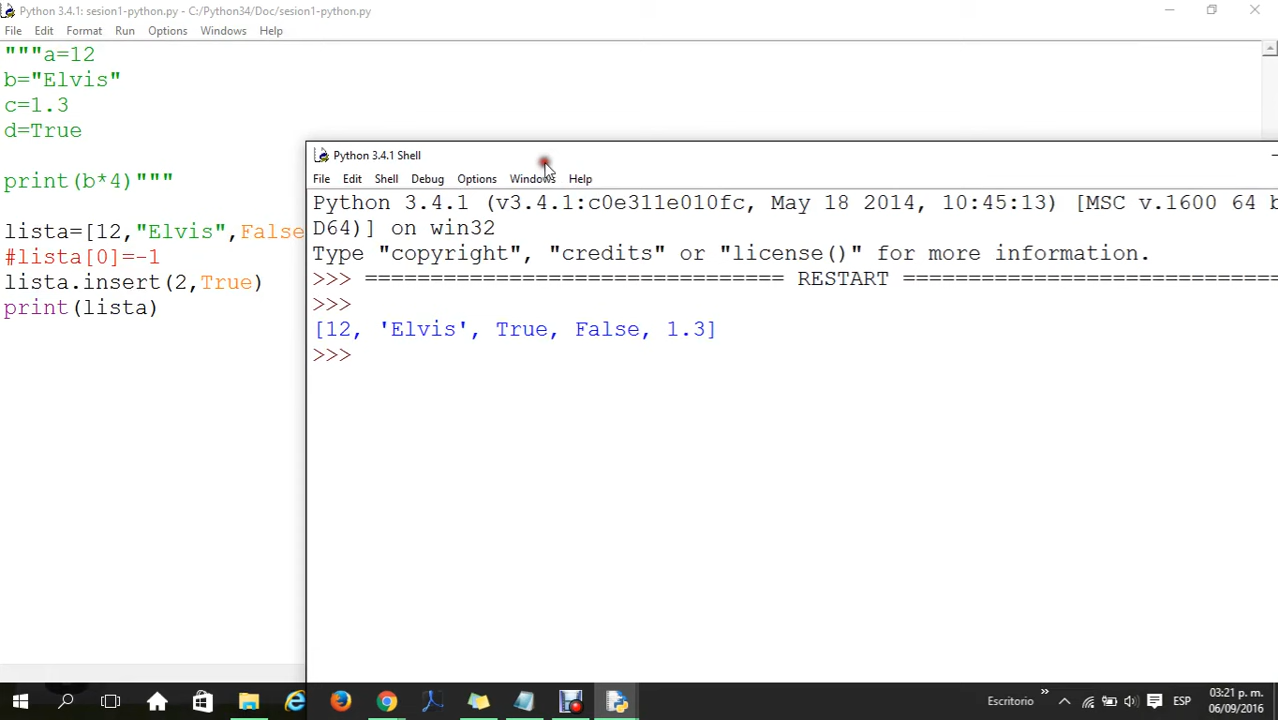 Python 3.4.1: sesion1-python.py - C:/Python34/Doc/sesion1-python.py
File Edit Format Run Options Windows Help
"""a=12
b="Elvis"
c=1.3
d=True
print(b*4)"""
lista=[12,"Elvis",False
#lista[0]=-1
lista.insert(2,True)
print(lista)
Python 3.4.1 Shell
File Edit Shell Debug Options Windows Help
Python 3.4.1 (v3.4.1:c0e311e010fc, May 18 2014, 10:45:13) [MSC v.1600 64 b
D64)] on win32
Type "copyright", "credits" or "license()" for more information.
>>> ================================ RESTART =============================
>>>
[12, 'Elvis', True, False, 1.3]
>>>
Escritorio
ESP
03:21 p. m.
06/09/2016